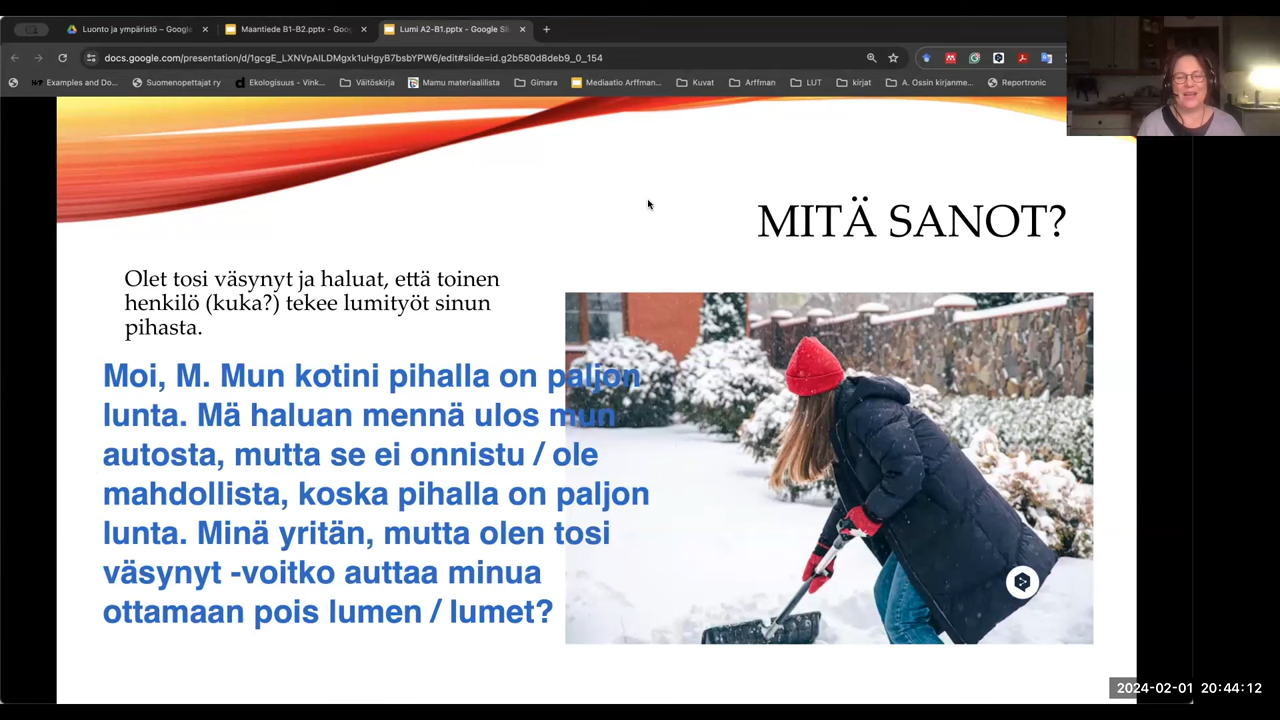 Luonto ja ympäristö – Google
Maantiede B1-B2.pptx - Goog
Lumi A2-B1.pptx - Google Sl
docs.google.com/presentation/d/1gcgE_LXNVpAILDMgxk1uHgyB7bsbYPW6/edit#slide=id.g2b580d8deb9_0_154
Examples and Do...
Suomenopettajat ry
Ekologisuus - Vink...
Väitöskirja
Mamu materiaalilista
Gimara
Mediaatio Arffman...
Kuvat
Arffman
LUT
kirjat
A. Ossin kirjanme...
Reportronic
MITÄ SANOT?
Olet tosi väsynyt ja haluat, että toinen
henkilö (kuka?) tekee lumityöt sinun
pihasta.
Moi, M. Mun kotini pihalla on paljon
lunta. Mä haluan mennä ulos mun
autosta, mutta se ei onnistu / ole
mahdollista, koska pihalla on paljon
lunta. Minä yritän, mutta olen tosi
väsynyt -voitko auttaa minua
ottamaan pois lumen / lumet?
2024-02-01 20:44:12